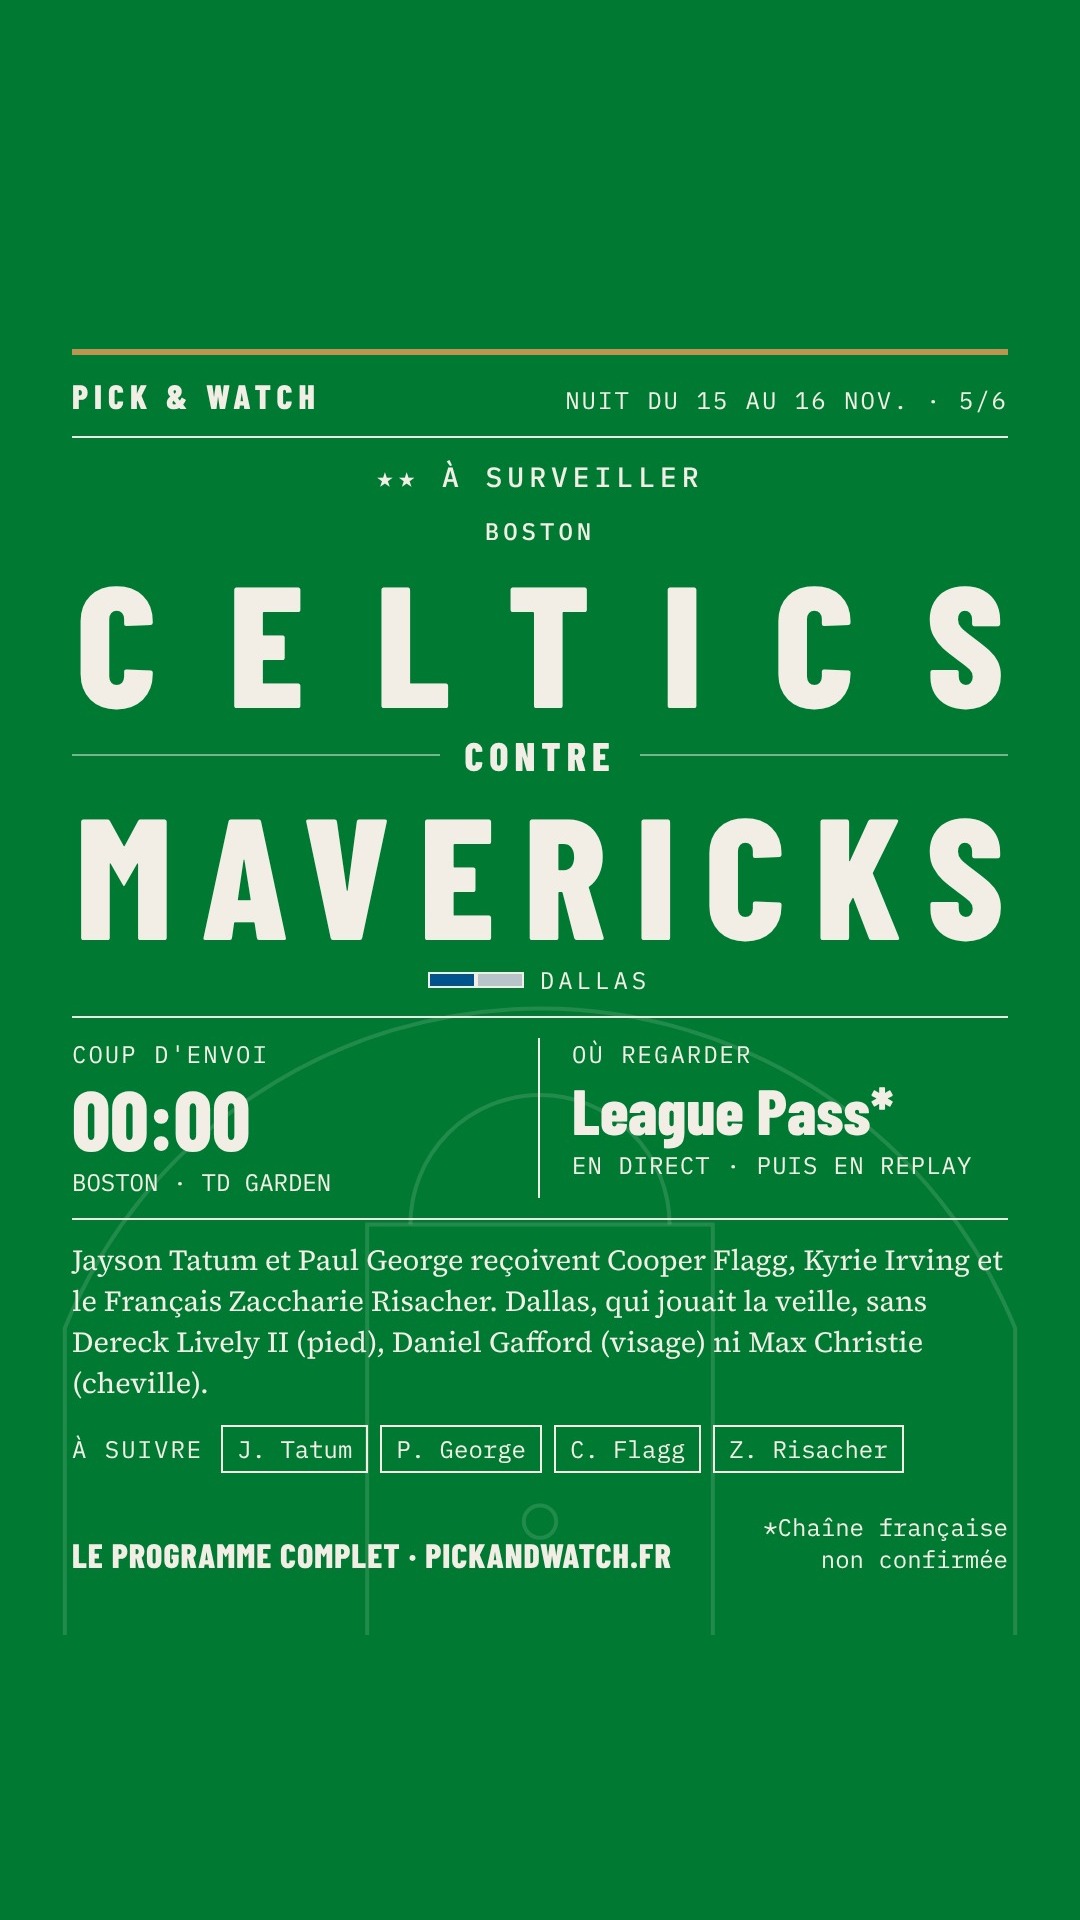 PICK & WATCH
NUIT DU 15 AU 16 NOV. · 5/6
★★ À SURVEILLER
BOSTON
CELTICS
CONTRE
MAVERICKS
DALLAS
COUP D'ENVOI
00:00
BOSTON · TD GARDEN
OÙ REGARDER
League Pass*
EN DIRECT · PUIS EN REPLAY
Jayson Tatum et Paul George reçoivent Cooper Flagg, Kyrie Irving et
le Français Zaccharie Risacher. Dallas, qui jouait la veille, sans
Dereck Lively II (pied), Daniel Gafford (visage) ni Max Christie
(cheville).
À SUIVRE J. Tatum P. George C. Flagg Z. Risacher
LE PROGRAMME COMPLET · PICKANDWATCH.FR
*Chaîne française
non confirmée